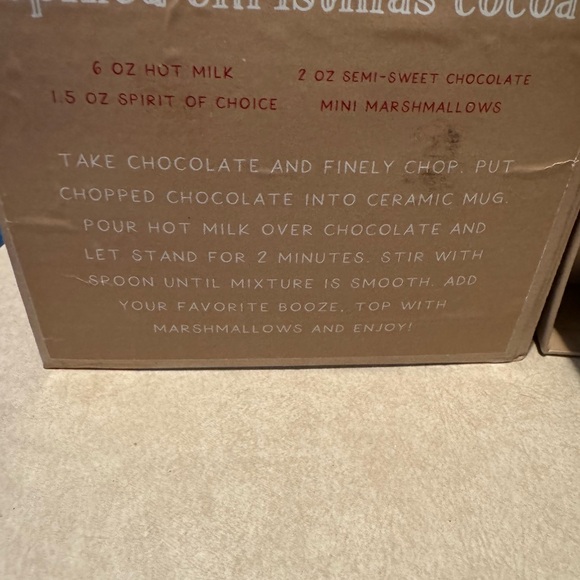 christmas cocoa
6 OZ HOT MILK 2 OZ SEMI-SWEET CHOCOLATE
1.5 OZ SPIRIT OF CHOICE MINI MARSHMALLOWS
TAKE CHOCOLATE AND FINELY CHOP. PUT
CHOPPED CHOCOLATE INTO CERAMIC MUG.
POUR HOT MILK OVER CHOCOLATE AND
LET STAND FOR 2 MINUTES. STIR WITH
SPOON UNTIL MIXTURE IS SMOOTH. ADD
YOUR FAVORITE BOOZE, TOP WITH
MARSHMALLOWS AND ENJOY!